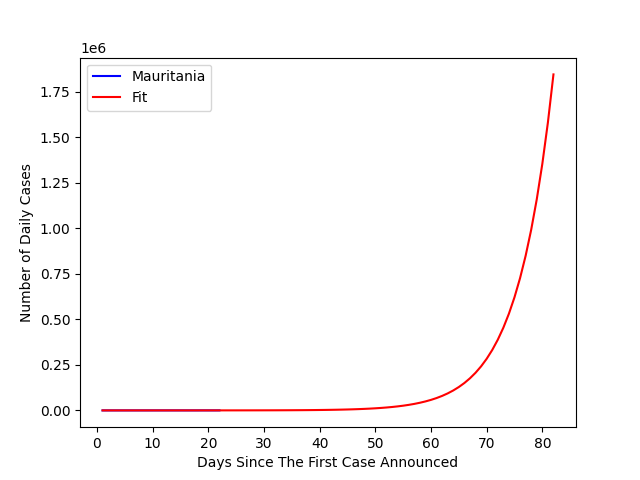 1e6
Mauritania
Fit
1.75
1.50
1.25
1.00
0.75
0.50
0.25
0.00
Number of Daily Cases
0 10 20 30 40 50 60 70 80
Days Since The First Case Announced